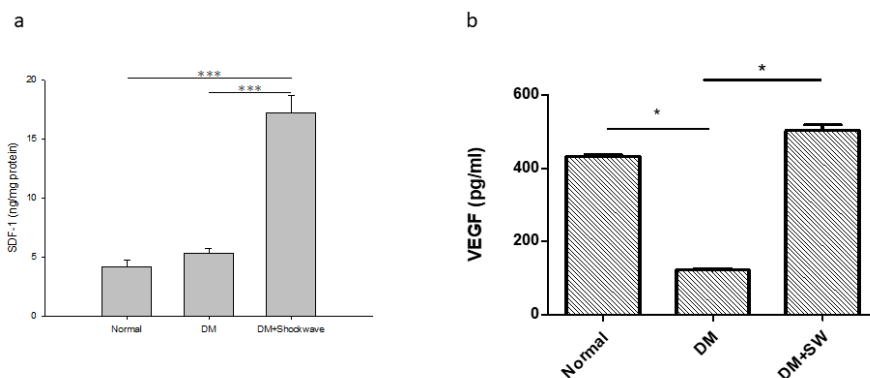 a
b
***
***
20
15
10
5
0
SDF-1 (ng/mg protein)
Normal DM DM+Shockwave
*
*
600
400
200
0
VEGF (pg/ml)
Normal DM DM+SW